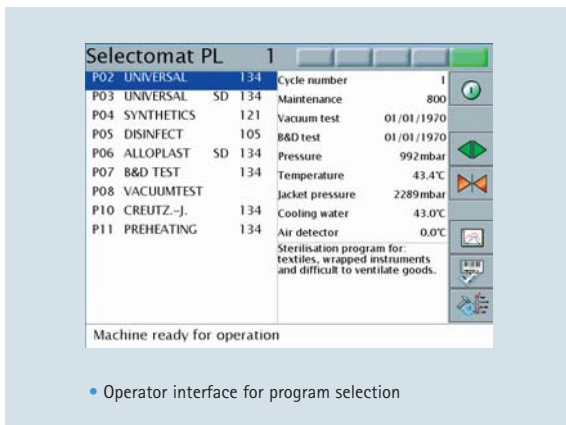 Selectomat PL 1
P02 UNIVERSAL 134
P03 UNIVERSAL SD 134
P04 SYNTHETICS 121
P05 DISINFECT 105
P06 ALLOPLAST SD 134
P07 B&D TEST 134
P08 VACUUMTEST
P10 CREUTZ.-J. 134
P11 PREHEATING 134
Cycle number 1
Maintenance 800
Vacuum test 01/01/1970
B&D test 01/01/1970
Pressure 992mbar
Temperature 43.4°C
Jacket pressure 2289mbar
Cooling water 43.0°C
Air detector 0.0°C
Sterilisation program for:
textiles, wrapped instruments
and difficult to ventilate goods.
Machine ready for operation
• Operator interface for program selection